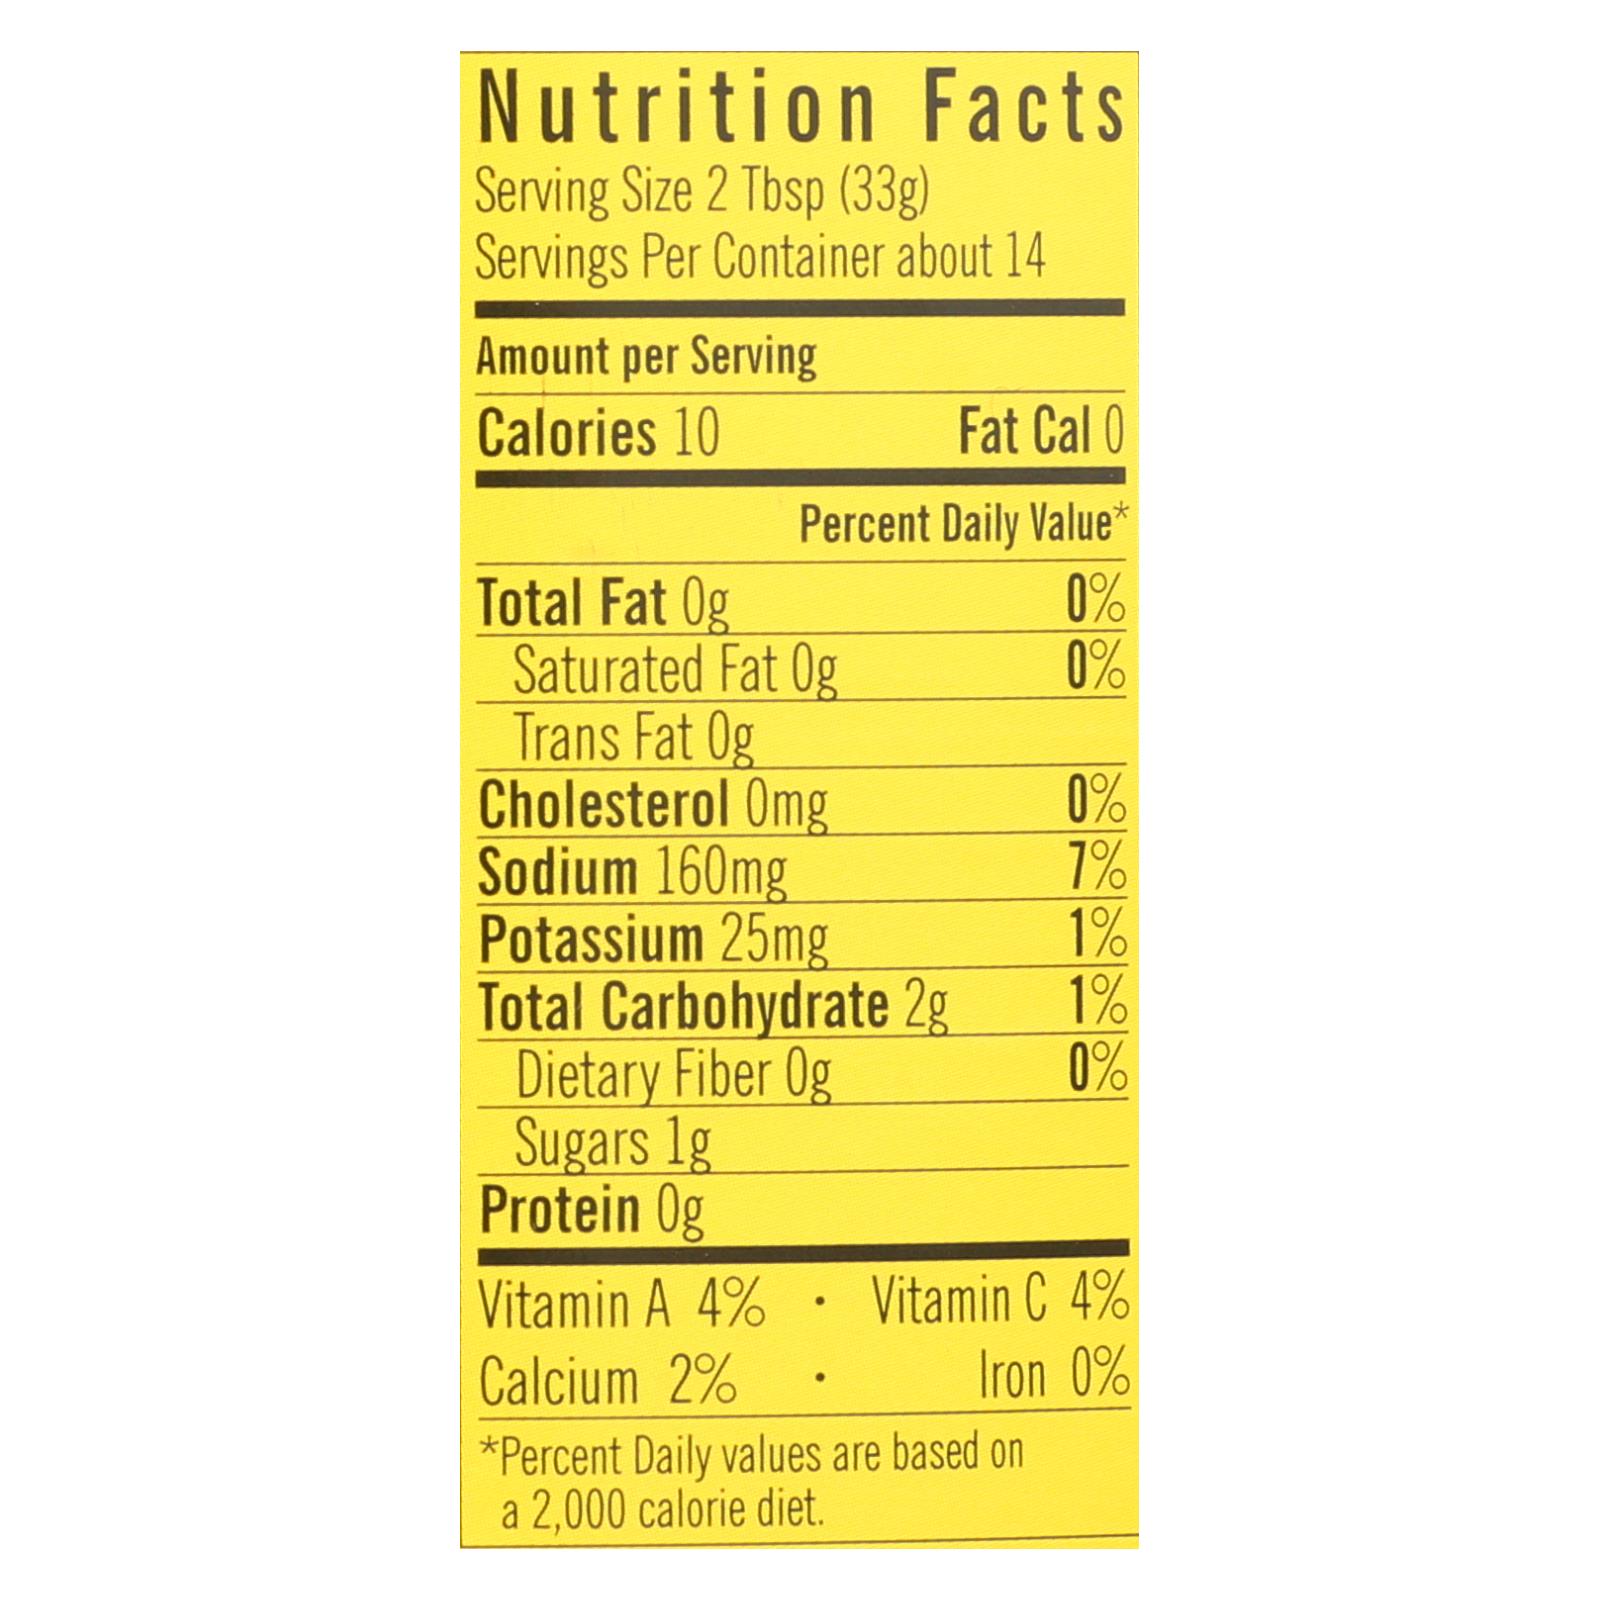 Nutrition Facts
Serving Size 2 Tbsp (33g)
Servings Per Container about 14
Amount per Serving
Calories 10 Fat Cal 0
Percent Daily Value*
Total Fat 0g 0%
Saturated Fat 0g 0%
Trans Fat 0g
Cholesterol 0mg 0%
Sodium 160mg 7%
Potassium 25mg 1%
Total Carbohydrate 2g 1%
Dietary Fiber 0g 0%
Sugars 1g
Protein 0g
Vitamin A 4% • Vitamin C 4%
Calcium 2% • Iron 0%
*Percent Daily values are based on
a 2,000 calorie diet.